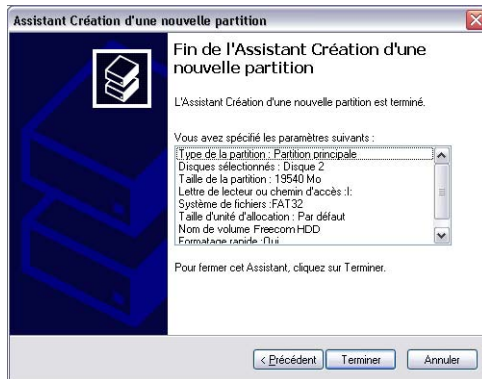 Assistant Création d'une nouvelle partition
Fin de l'Assistant Création d'une
nouvelle partition
L'Assistant Création d'une nouvelle partition est terminé.
Vous avez spécifié les paramètres suivants :
Type de la partition : Partition principale
Disques sélectionnés : Disque 2
Taille de la partition : 19540 Mo
Lettre de lecteur ou chemin d'accès :I:
Système de fichiers :FAT32
Taille d'unité d'allocation : Par défaut
Nom de volume Freecom HDD
Formatage rapide :Oui
Pour fermer cet Assistant, cliquez sur Terminer.
< Précédent
Terminer
Annuler